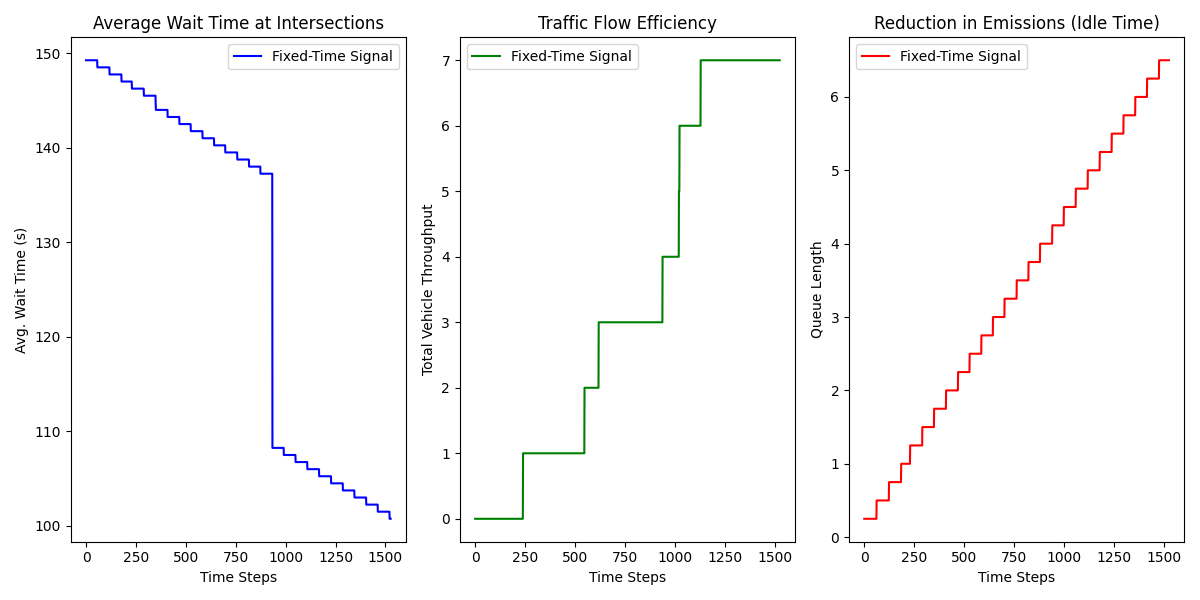 Average Wait Time at Intersections
Fixed-Time Signal
Avg. Wait Time (s)
150
140
130
120
110
100
0 250 500 750 1000 1250 1500
Time Steps
Traffic Flow Efficiency
Fixed-Time Signal
Total Vehicle Throughput
7
6
5
4
3
2
1
0
0 250 500 750 1000 1250 1500
Time Steps
Reduction in Emissions (Idle Time)
Fixed-Time Signal
Queue Length
6
5
4
3
2
1
0
0 250 500 750 1000 1250 1500
Time Steps